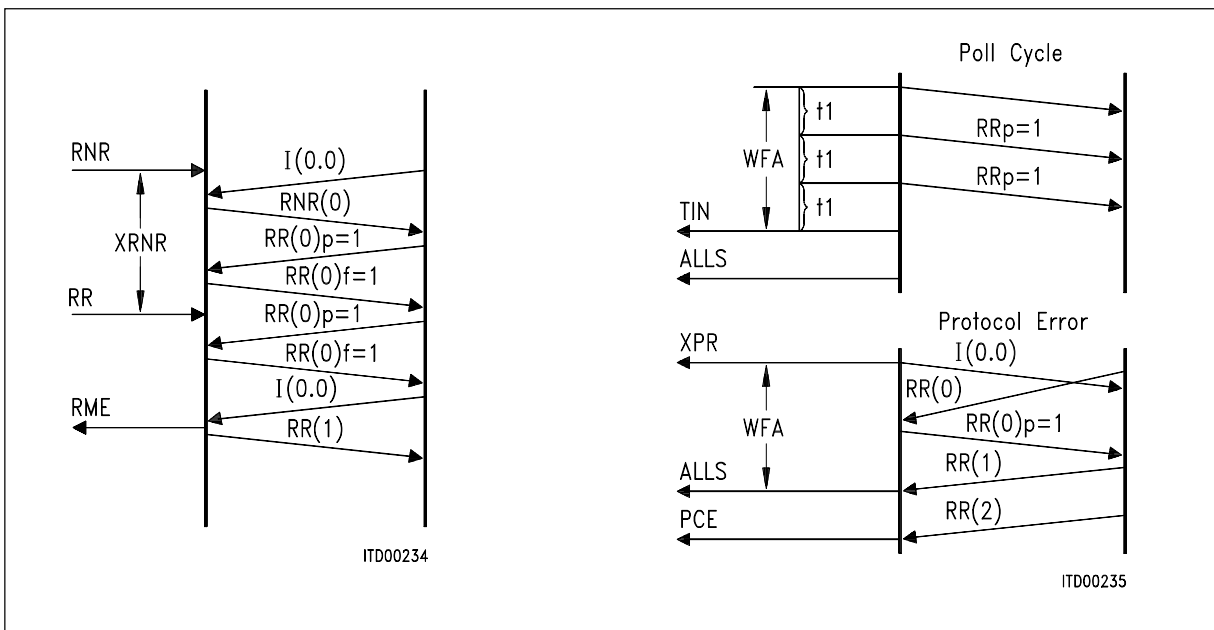 RNR
I(0.0)
RNR(0)
XRNR
RR(0)p=1
RR(0)f=1
RR
RR(0)p=1
RR(0)f=1
I(0.0)
RME
RR(1)
ITD00234
Poll Cycle
t1
RRp=1
WFA
t1
RRp=1
t1
TIN
ALLS
Protocol Error
XPR
I(0.0)
RR(0)
RR(0)p=1
WFA
RR(1)
ALLS
RR(2)
PCE
ITD00235